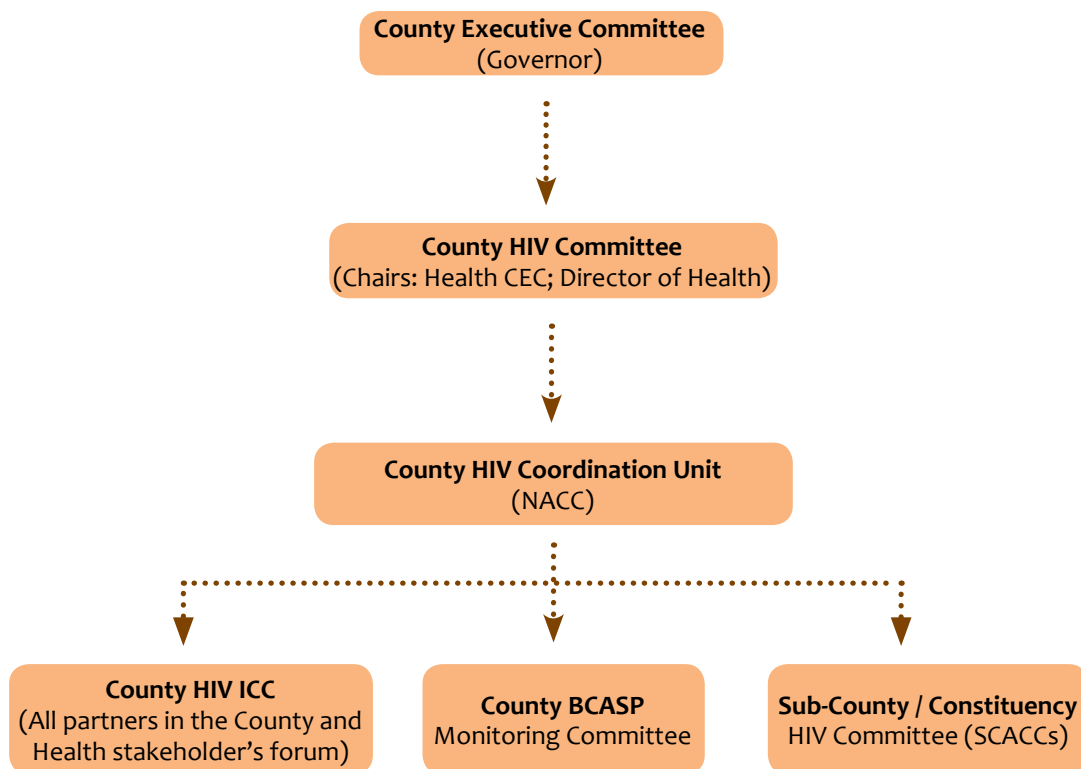 County Executive Committee
(Governor)
County HIV Committee
(Chairs: Health CEC; Director of Health)
County HIV Coordination Unit
(NACC)
County HIV ICC
(All partners in the County and
Health stakeholder’s forum)
County BCASP
Monitoring Committee
Sub-County / Constituency
HIV Committee (SCACCs)